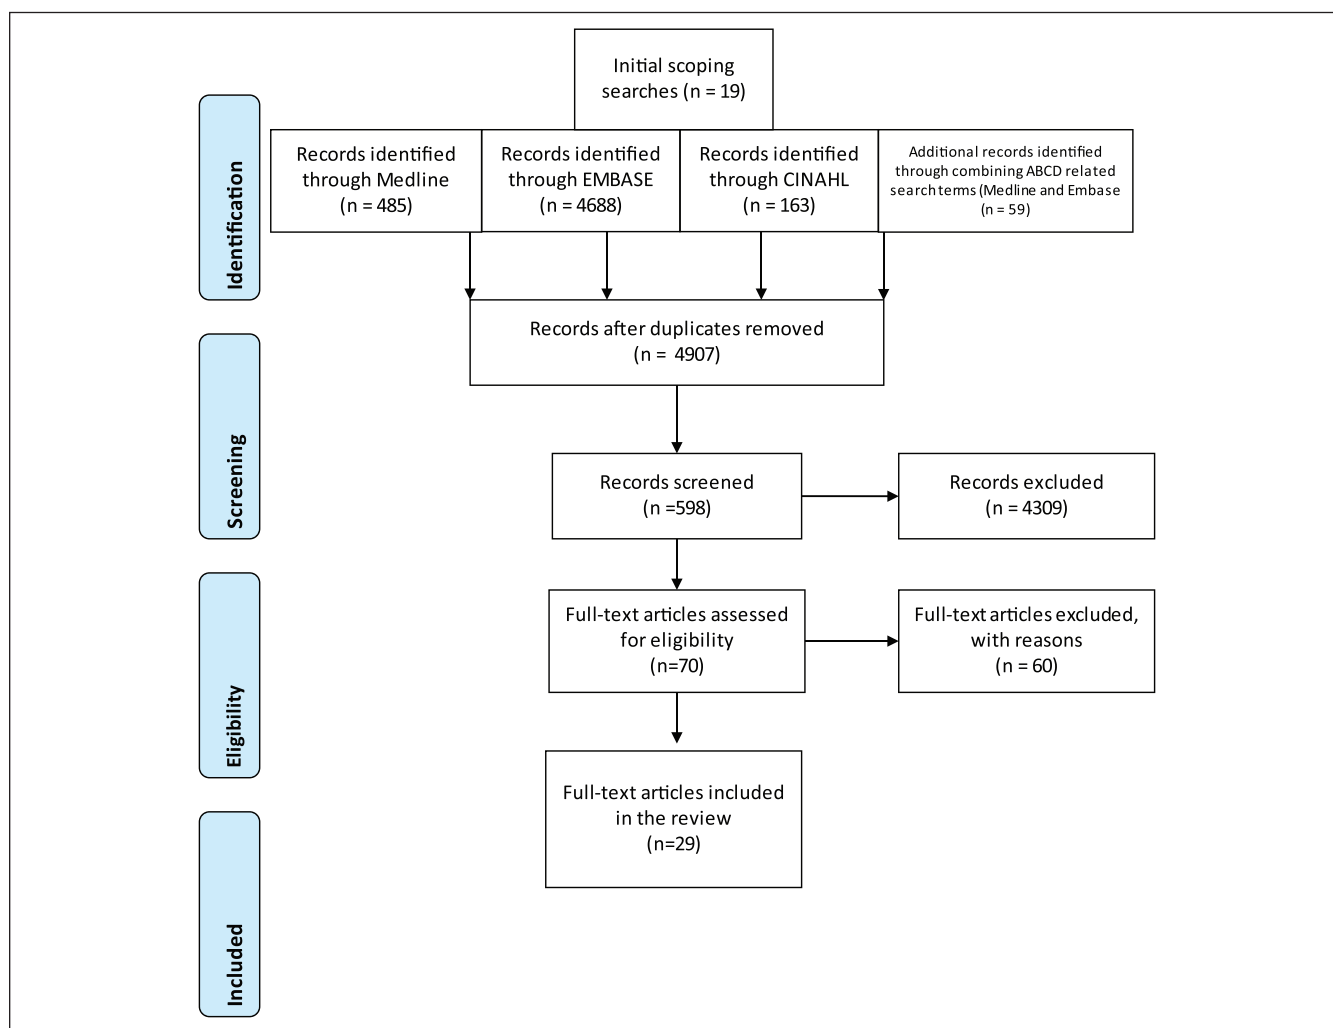 Initial scoping
searches (n = 19)
Identification
Records identified
through Medline
(n = 485)
Records identified
through EMBASE
(n = 4688)
Records identified
through CINAHL
(n = 163)
Additional records identified
through combining ABCD related
search terms (Medline and Embase
(n = 59)
Records after duplicates removed
(n = 4907)
Screening
Records screened
(n =598)
Records excluded
(n = 4309)
Eligibility
Full-text articles assessed
for eligibility
(n=70)
Full-text articles excluded,
with reasons
(n = 60)
Included
Full-text articles included
in the review
(n=29)